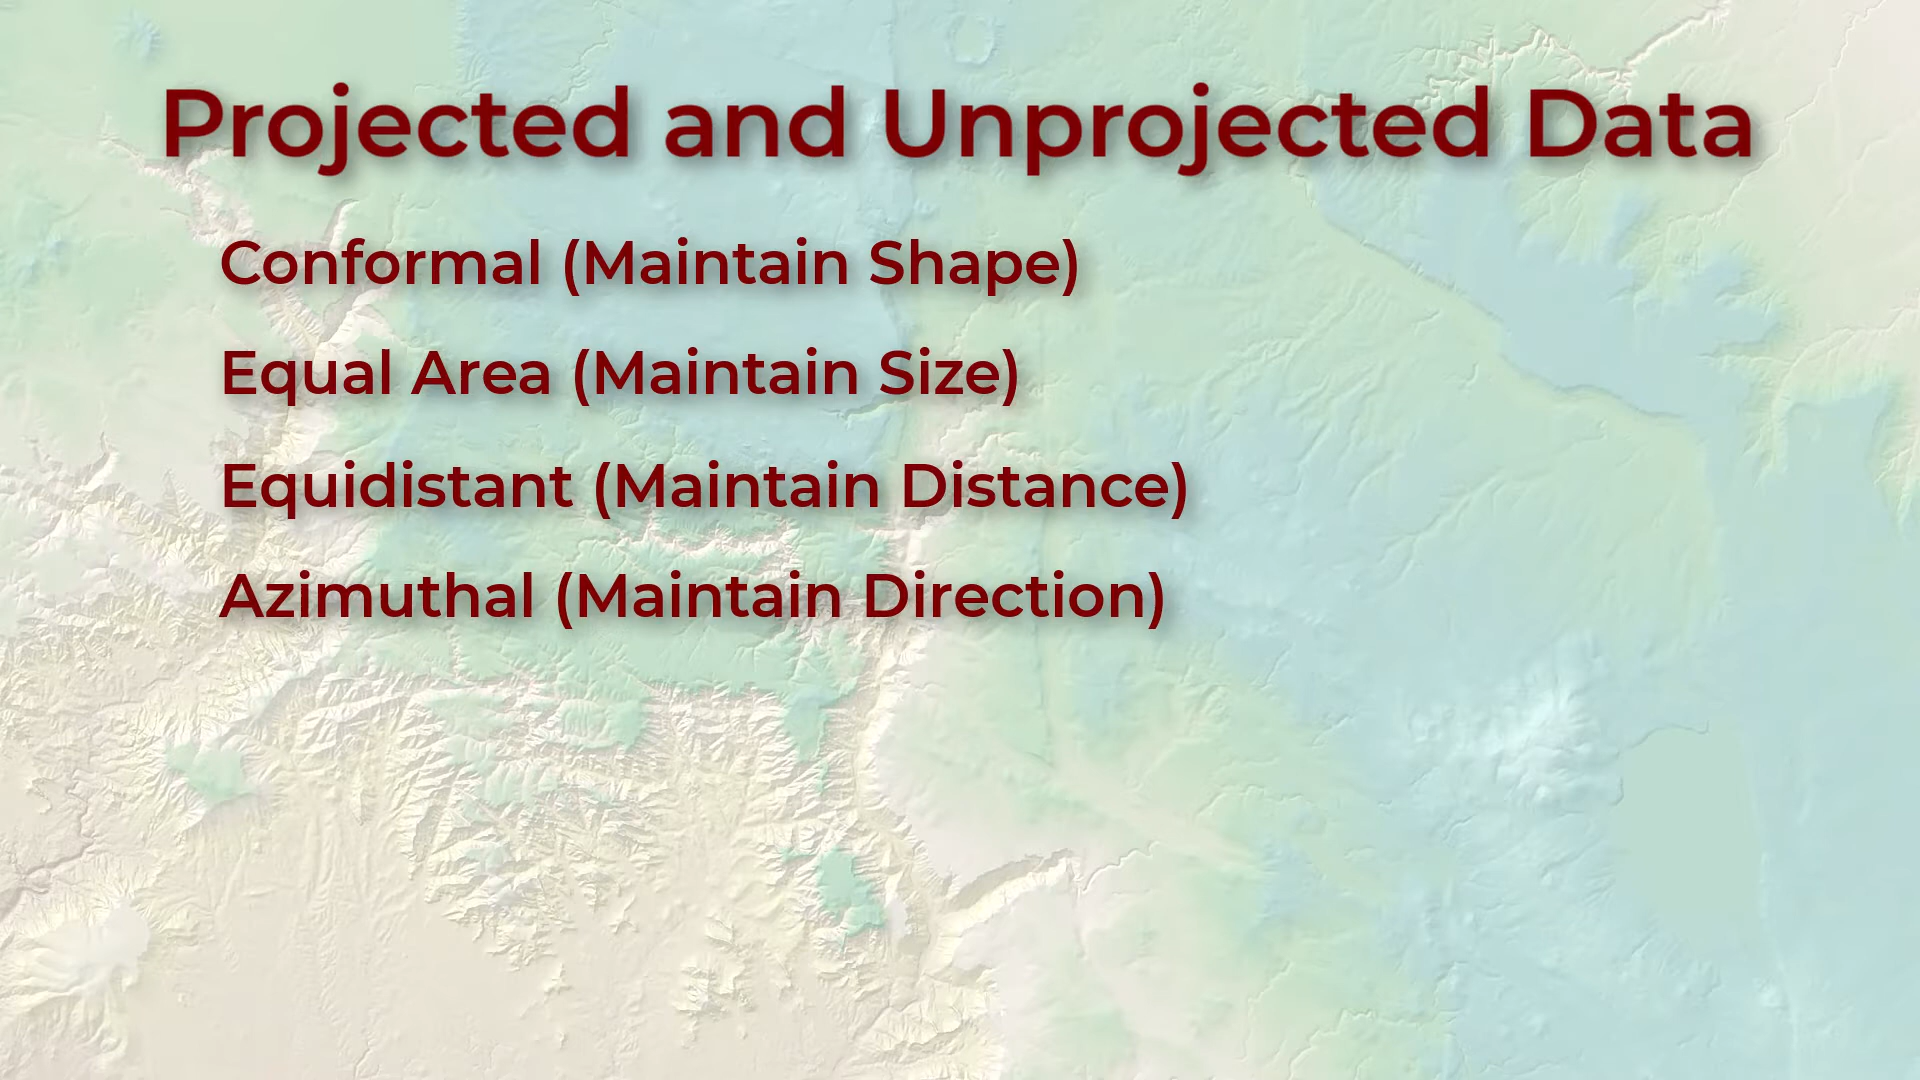 Projected and Unprojected Data
Conformal (Maintain Shape)
Equal Area (Maintain Size)
Equidistant (Maintain Distance)
Azimuthal (Maintain Direction)